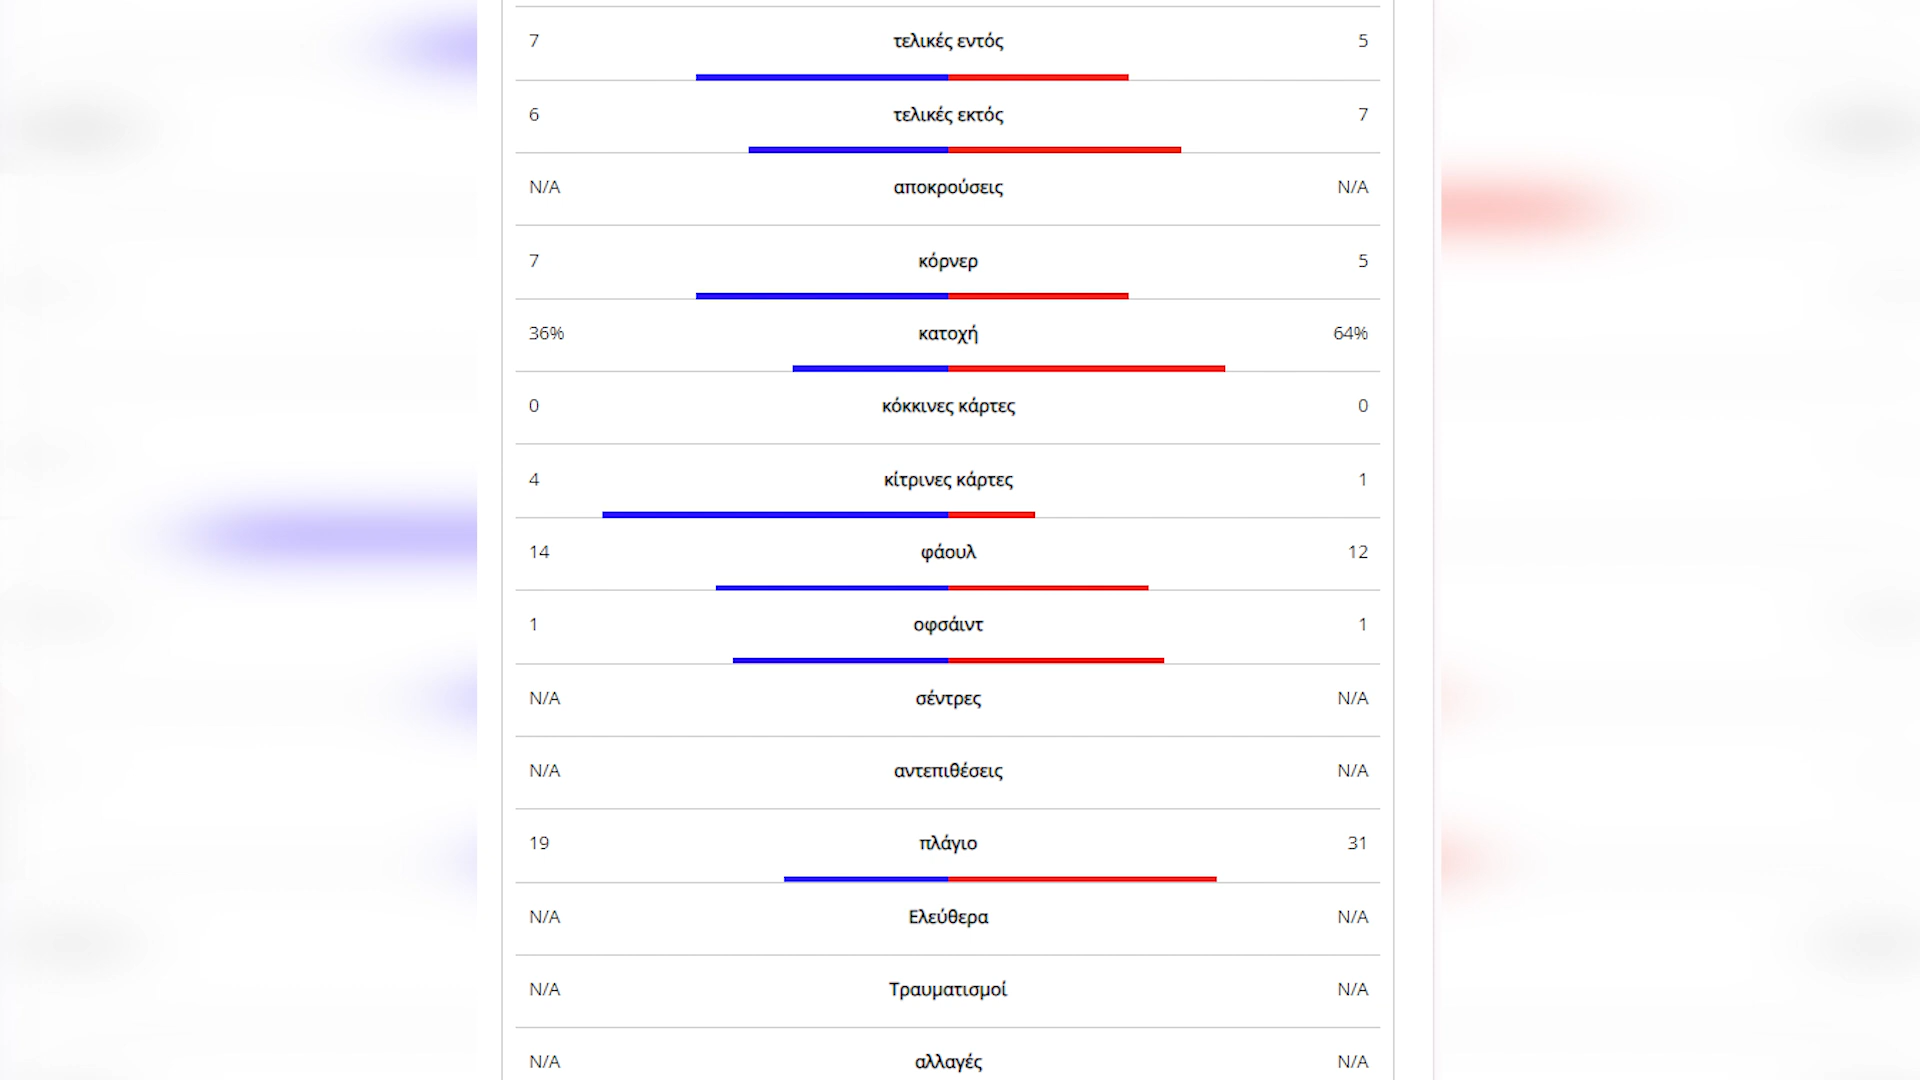 7 τελικές εντός 5
6 τελικές εκτός 7
N/A αποκρούσεις N/A
7 κόρνερ 5
36% κατοχή 64%
0 κόκκινες κάρτες 0
4 κίτρινες κάρτες 1
14 φάουλ 12
1 οφσάιντ 1
N/A σέντρες N/A
N/A αντεπιθέσεις N/A
19 πλάγιο 31
N/A Ελεύθερα N/A
N/A Τραυματισμοί N/A
N/A αλλαγές N/A